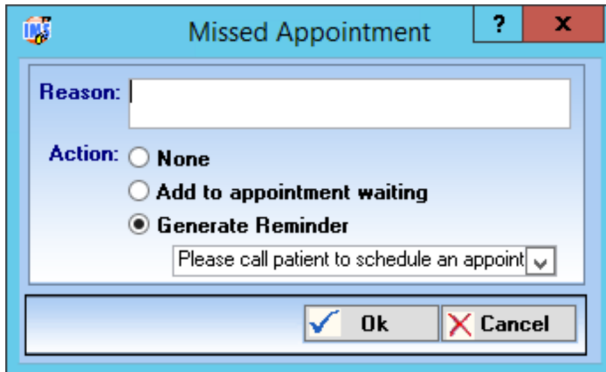 IMS
Missed Appointment
?
x
Reason:
Action:
None
Add to appointment waiting
Generate Reminder
Please call patient to schedule an appoint
Ok
Cancel